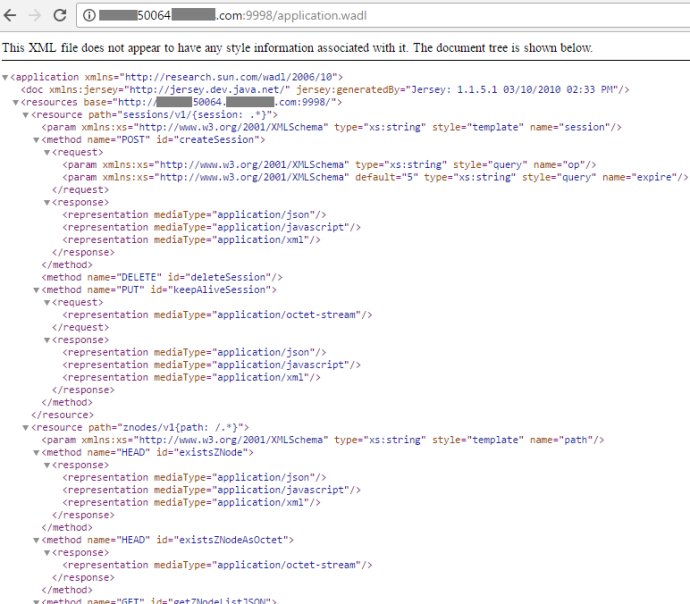 50064 .com:9998/application.wadl
This XML file does not appear to have any style information associated with it. The document tree is shown below.
<application xmlns="http://research.sun.com/wadl/2006/10">
<doc xmlns:jersey="http://jersey.dev.java.net/" jersey:generatedBy="Jersey: 1.1.5.1 03/10/2010 02:33 PM"/>
<resources base="http:// 50064. .com:9998/">
<resource path="sessions/v1/{session: .*}">
<param xmlns:xs="http://www.w3.org/2001/XMLSchema" type="xs:string" style="template" name="session"/>
<method name="POST" id="createSession">
<request>
<param xmlns:xs="http://www.w3.org/2001/XMLSchema" type="xs:string" style="query" name="op"/>
<param xmlns:xs="http://www.w3.org/2001/XMLSchema" default="5" type="xs:string" style="query" name="expire"/>
</request>
<response>
<representation mediaType="application/json"/>
<representation mediaType="application/javascript"/>
<representation mediaType="application/xml"/>
</response>
</method>
<method name="DELETE" id="deleteSession"/>
<method name="PUT" id="keepAliveSession">
<request>
<representation mediaType="application/octet-stream"/>
</request>
<response>
<representation mediaType="application/json"/>
<representation mediaType="application/javascript"/>
<representation mediaType="application/xml"/>
</response>
</method>
</resource>
<resource path="znodes/v1{path: /.*}">
<param xmlns:xs="http://www.w3.org/2001/XMLSchema" type="xs:string" style="template" name="path"/>
<method name="HEAD" id="existsZNode">
<response>
<representation mediaType="application/json"/>
<representation mediaType="application/javascript"/>
<representation mediaType="application/xml"/>
</response>
</method>
<method name="HEAD" id="existsZNodeAsOctet">
<response>
<representation mediaType="application/octet-stream"/>
</response>
</method>
<method name="GET" id="getZNodeListJSON">